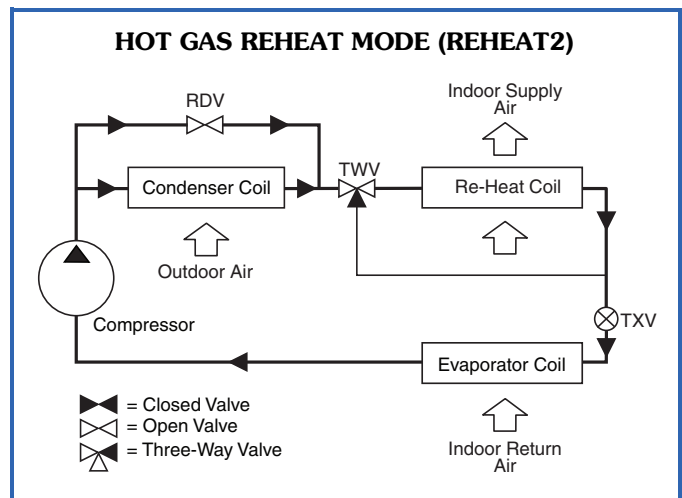 HOT GAS REHEAT MODE (REHEAT2)
Indoor Supply
Air
RDV
TWV
Condenser Coil
Re-Heat Coil
Outdoor Air
Compressor
TXV
Evaporator Coil
= Closed Valve
= Open Valve
= Three-Way Valve
Indoor Return
Air